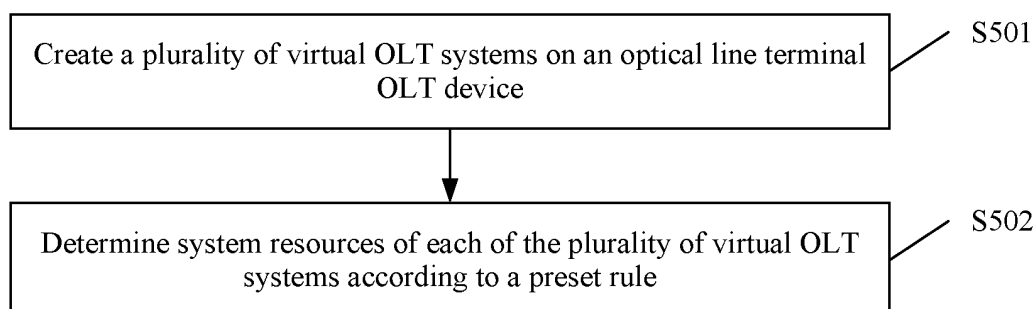 Create a plurality of virtual OLT systems on an optical line terminal
OLT device
S501
Determine system resources of each of the plurality of virtual OLT
systems according to a preset rule
S502